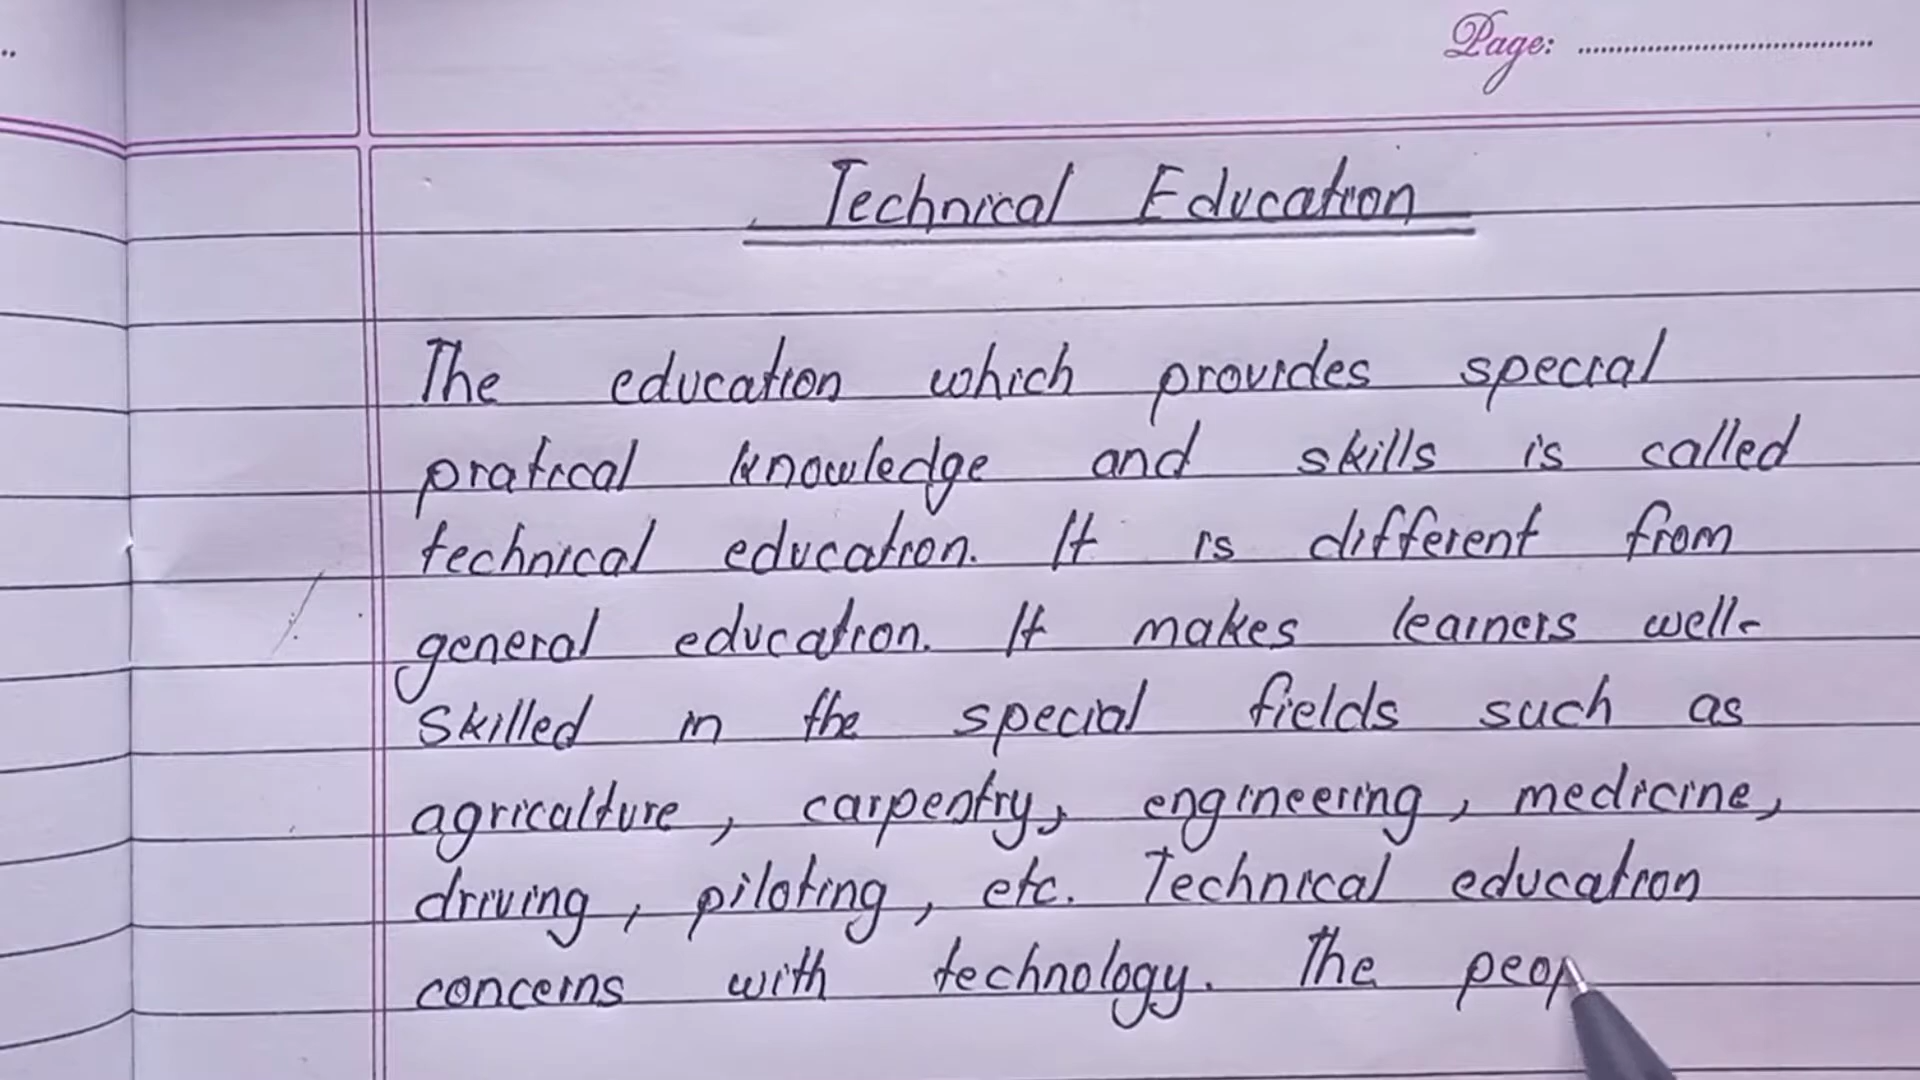 Page: ..........................................
Technical Education
The education which provides special
pratical knowledge and skills is called
technical education. It is different from
general education. It makes learners well-
skilled in the special fields such as
agricalture, carpentry, engineering, medicine,
driving, piloting, etc. Technical education
concerns with technology. The peop